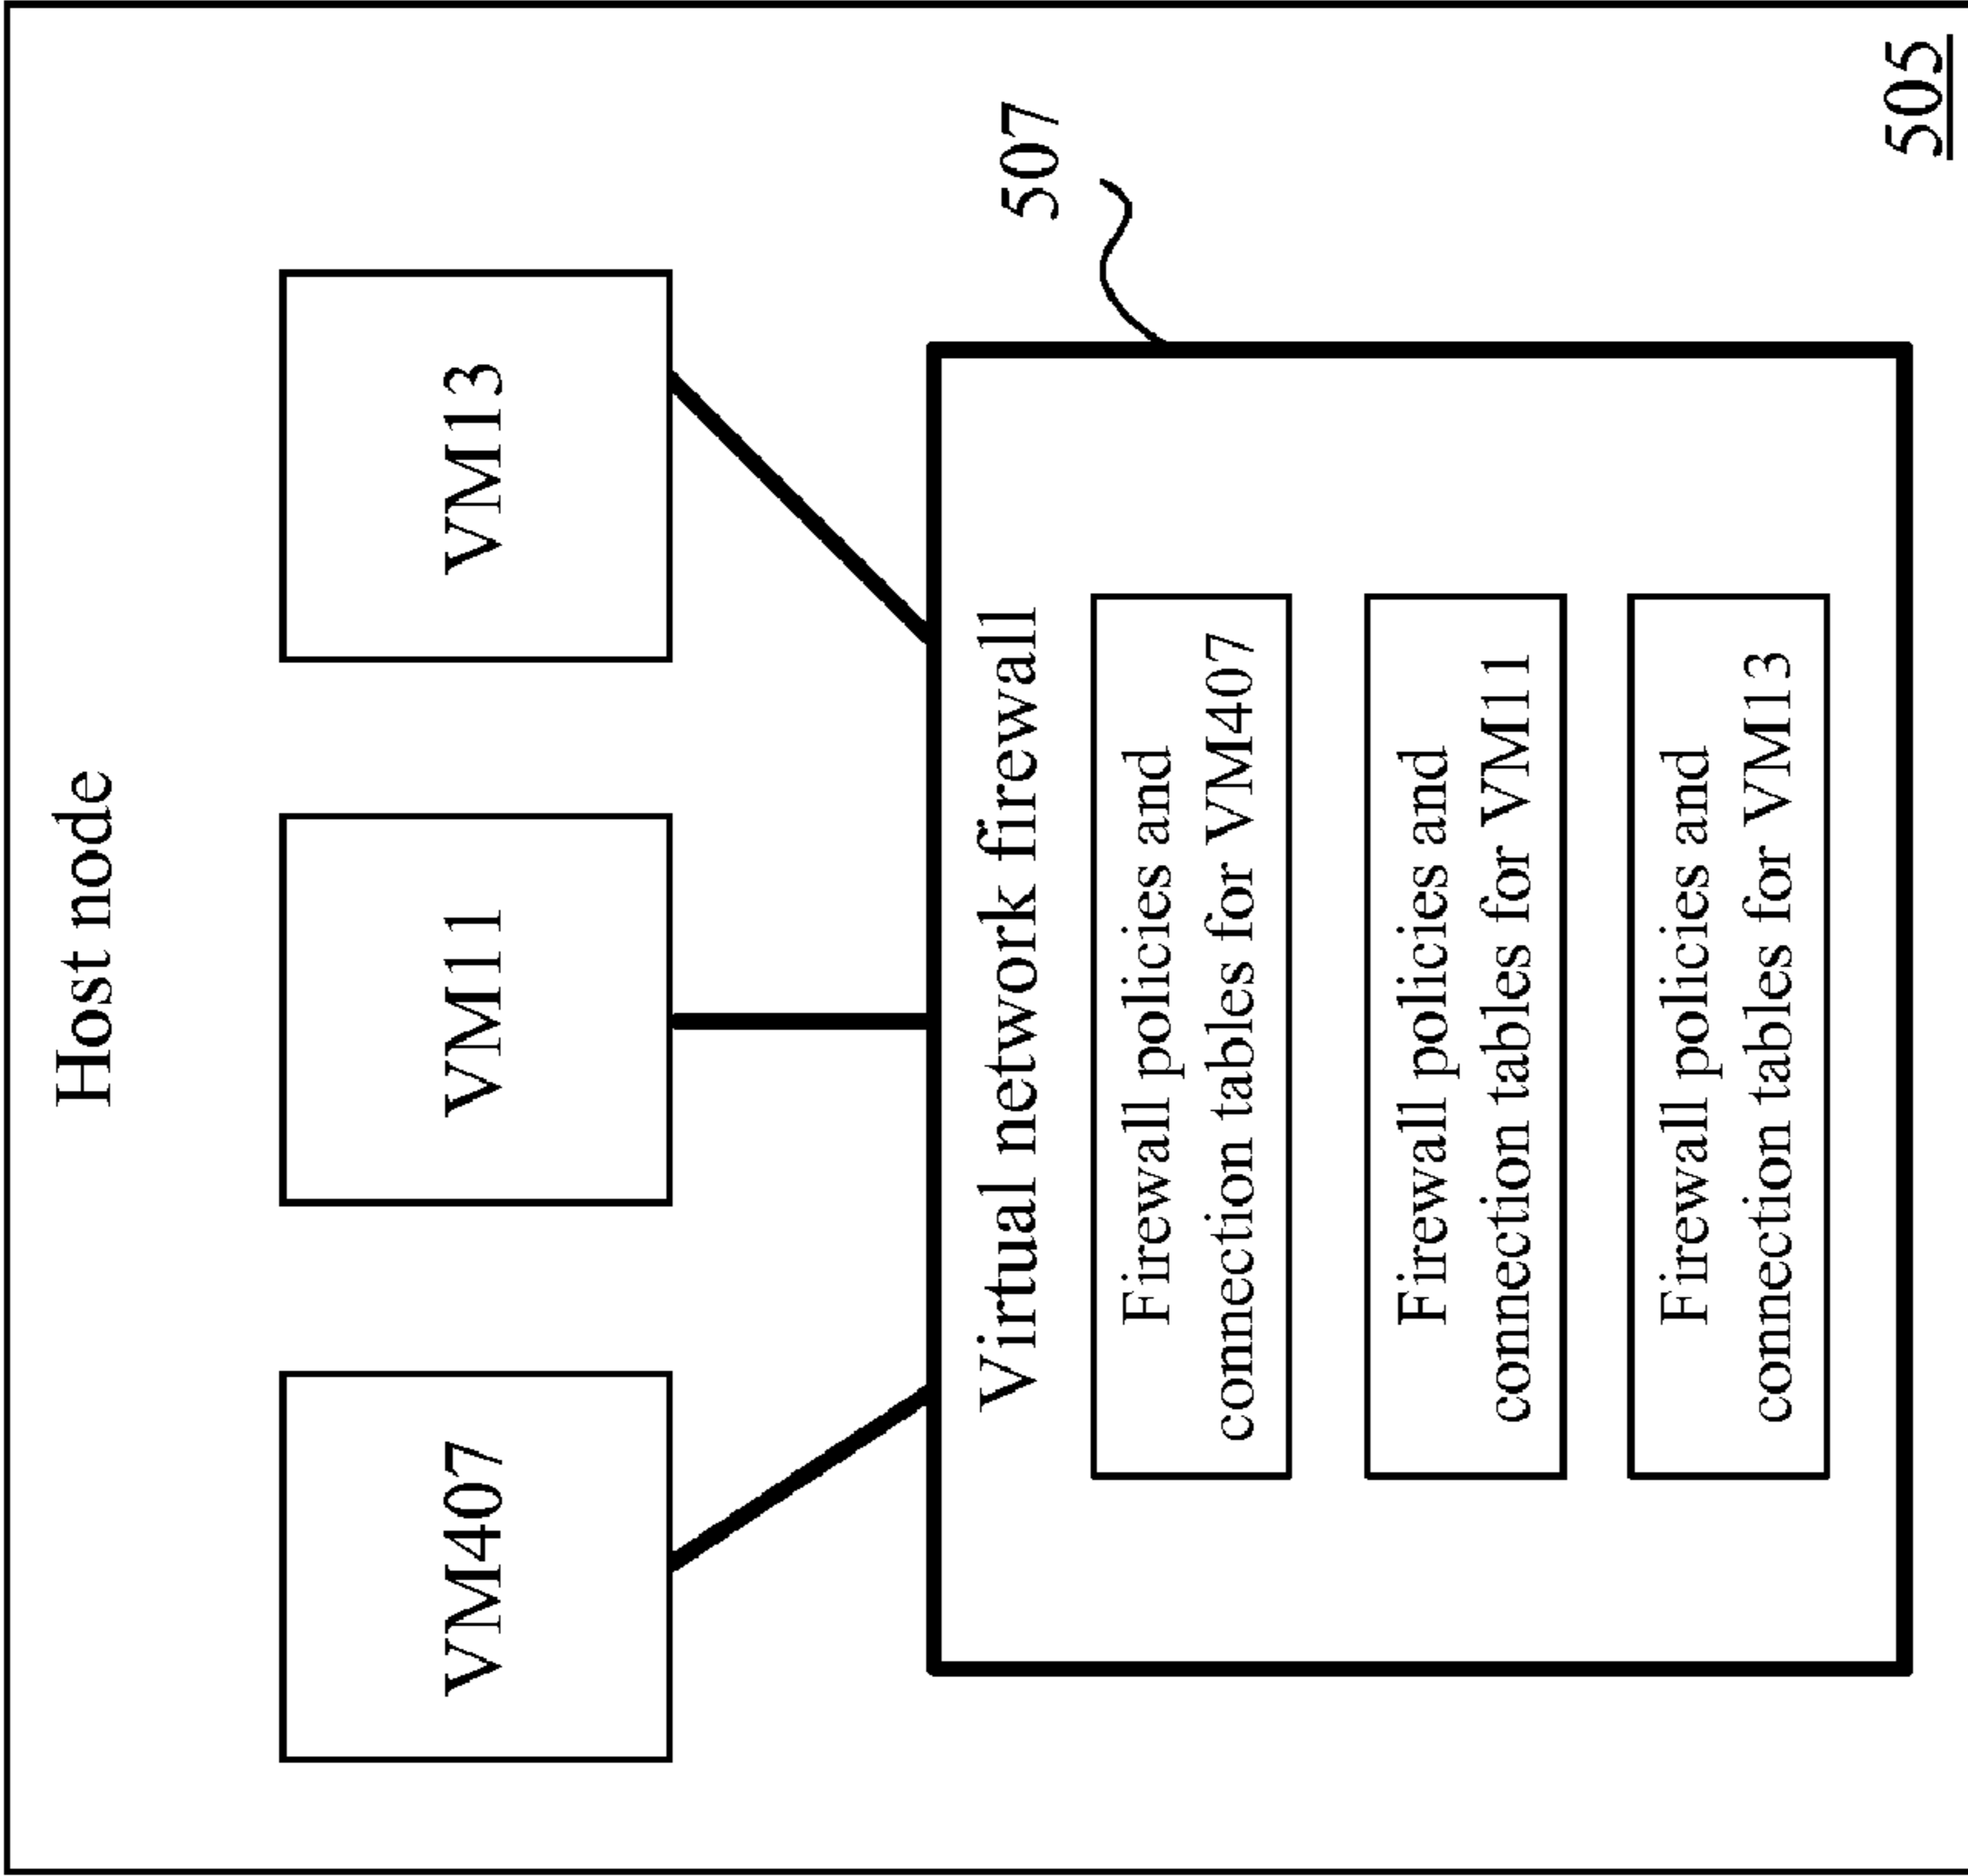 Host node
VM407
VM11
VM13
507
Virtual network firewall
Firewall policies and
connection tables for VM407
Firewall policies and
connection tables for VM11
Firewall policies and
connection tables for VM13
505